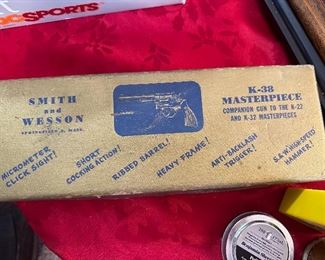 SPORTS
SMITH
and
WESSON
SPRINGFIELD 2, MASS.
K-38
MASTERPIECE
COMPANION GUN TO THE K-22
AND K-32 MASTERPIECES
MICROMETER
CLICK SIGHT!
SHORT
COCKING ACTION!
RIBBED BARREL!
HEAVY FRAME!
ANTI-BACKLASH
TRIGGER!
S. & W. HIGH-SPEED
HAMMER!